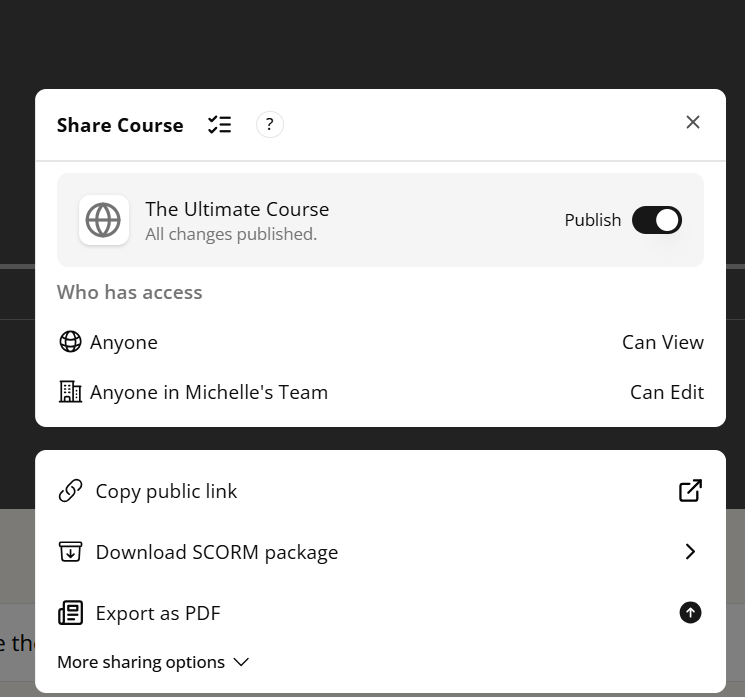 Share Course ?
The Ultimate Course
All changes published.
Publish
Who has access
Anyone Can View
Anyone in Michelle's Team Can Edit
Copy public link
Download SCORM package
Export as PDF
e the
More sharing options